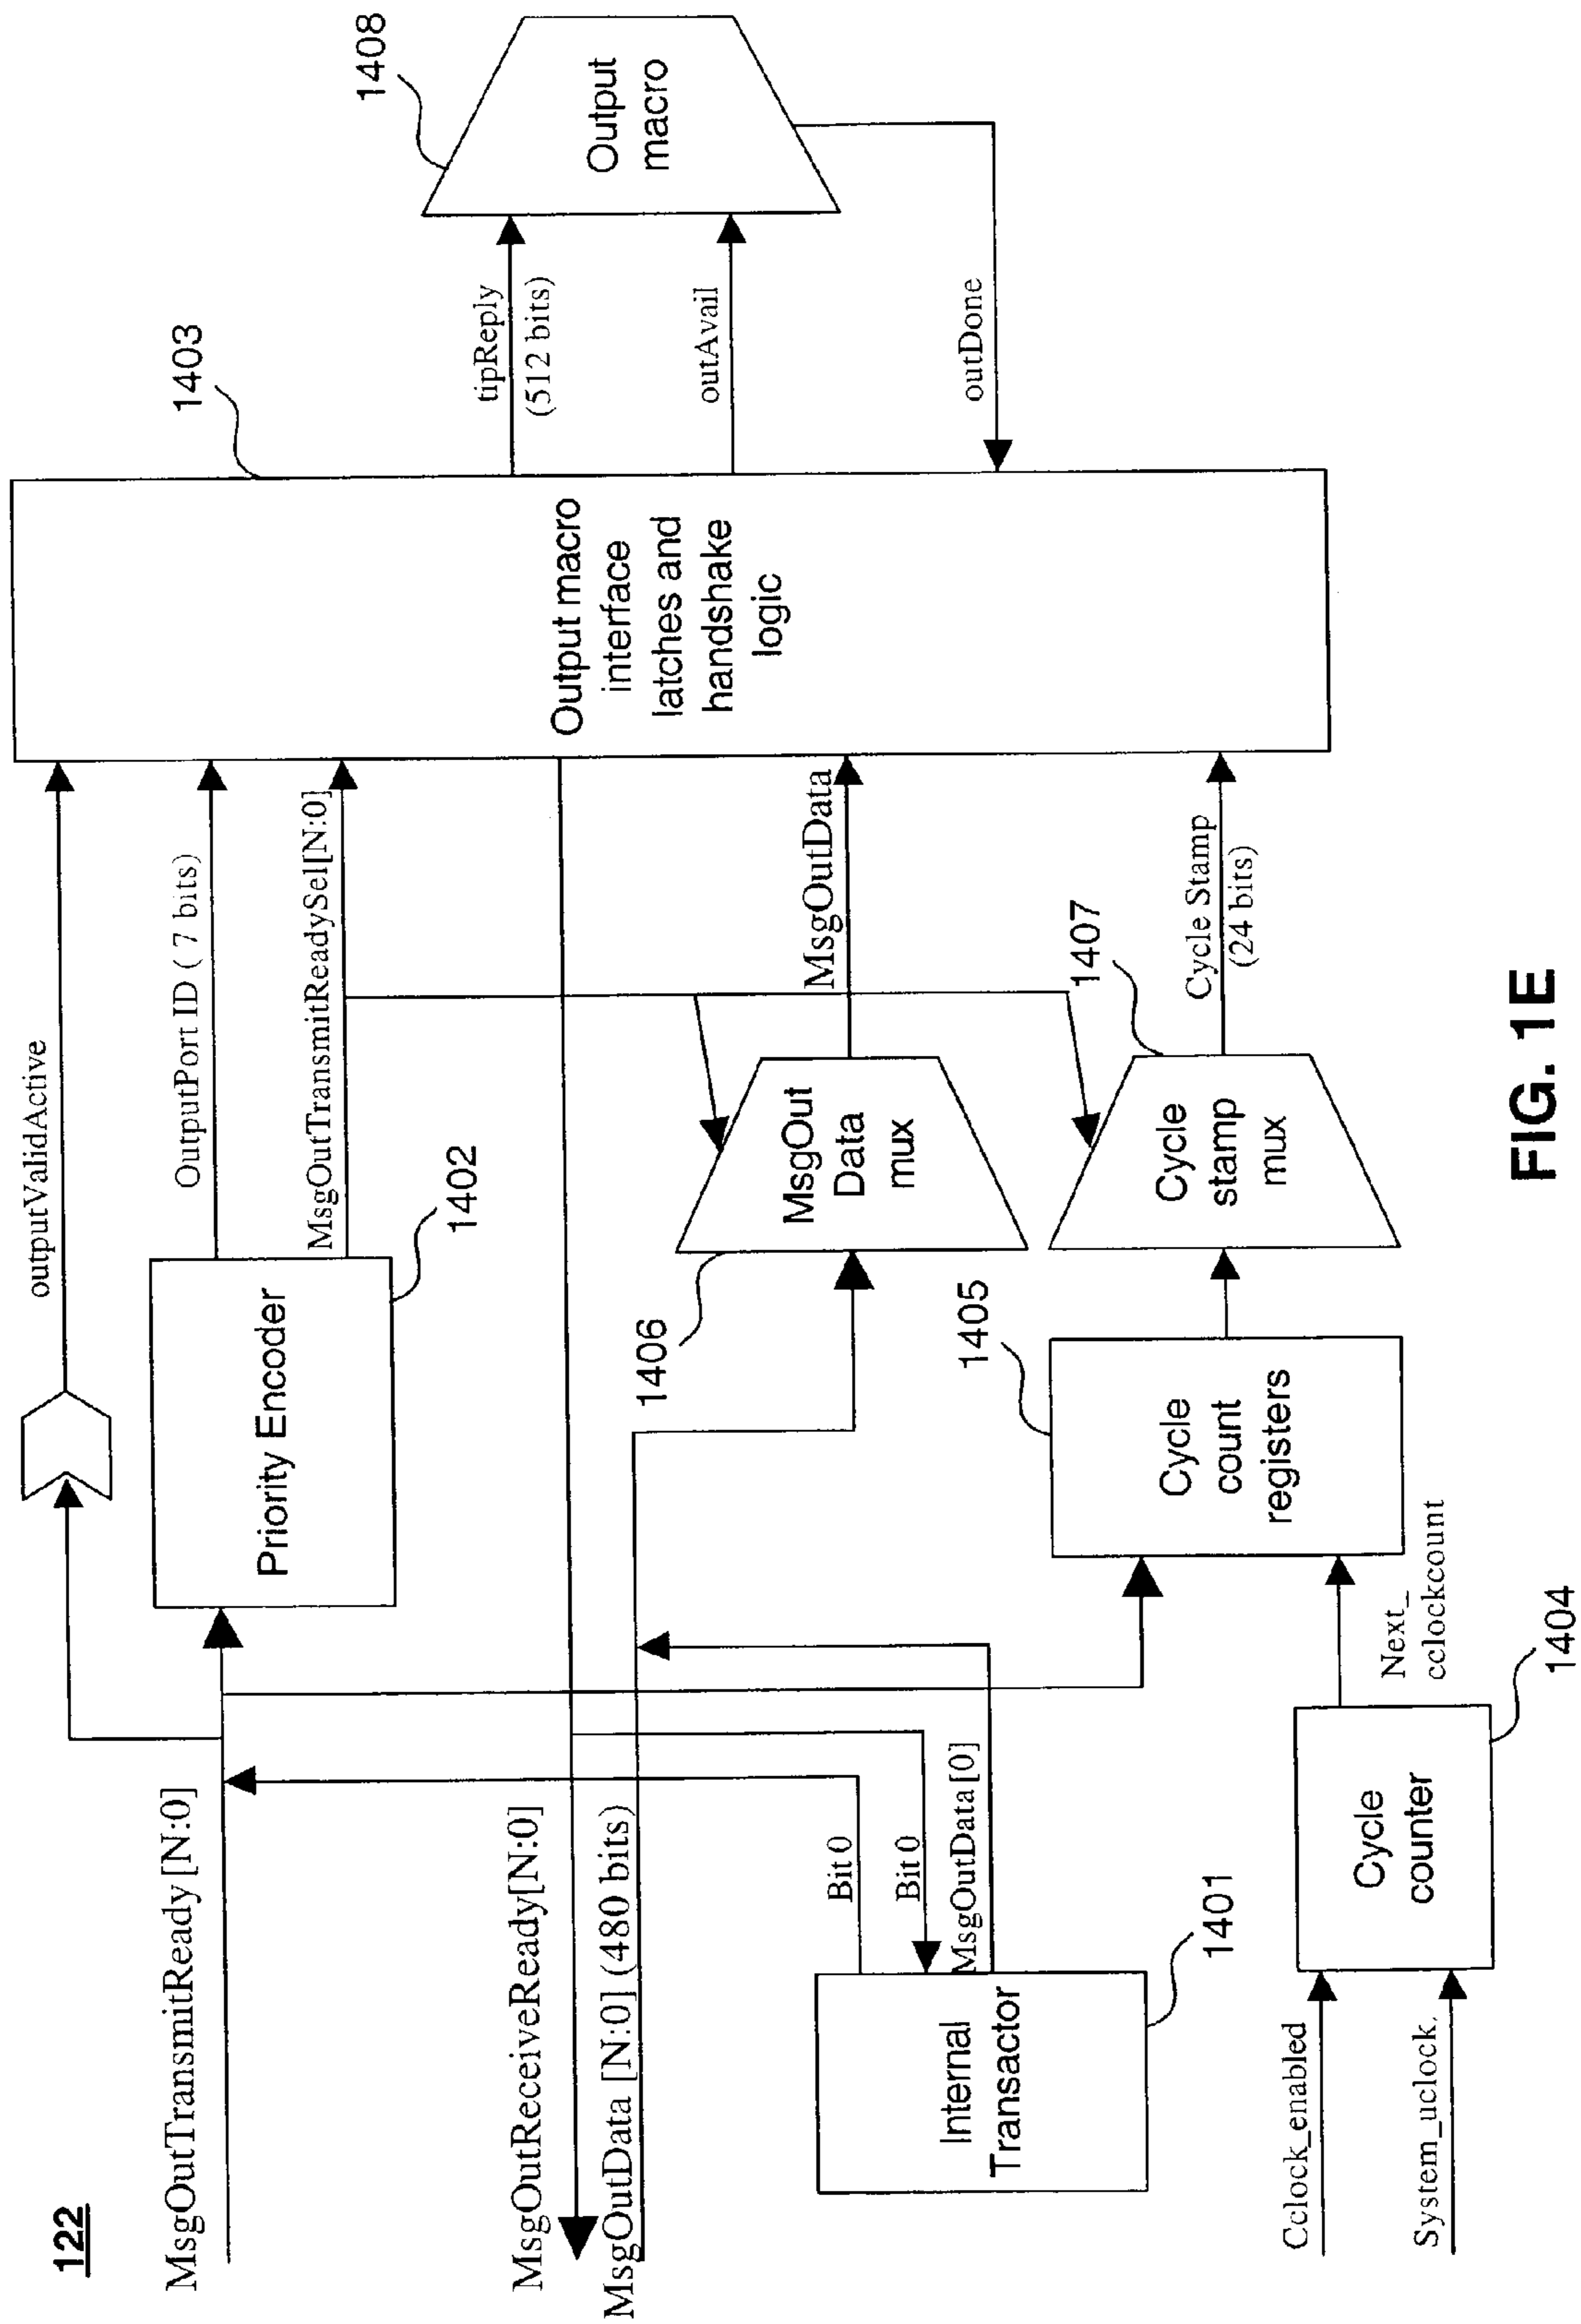 122
MsgOutTransmitReady[N:0]
outputValidActive
Priority Encoder
1402
OutputPort ID ( 7 bits)
MsgOutTransmitReadySel[N:0]
1403
Output macro
interface
latches and
handshake
logic
tipReply
(512 bits)
outAvail
outDone
1408
Output
macro
MsgOutReceiveReady[N:0]
MsgOutData [N:0] (480 bits)
Bit 0
Bit 0
MsgOutData[0]
Internal
Transactor
1401
1406
MsgOut
Data
mux
MsgOutData
1405
Cycle
count
registers
1407
Cycle
stamp
mux
Cycle Stamp
(24 bits)
Cclock_enabled
System_uclock.
Cycle
counter
1404
Next_
cclockcount
FIG. 1E